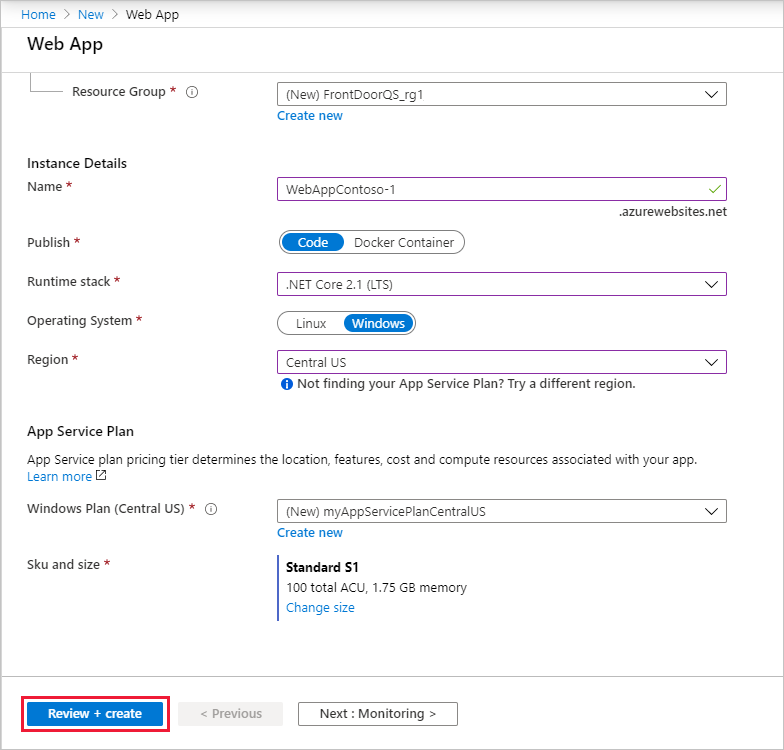 Home > New > Web App
Web App
Resource Group *
(New) FrontDoorQS_rg1
Create new
Instance Details
Name *
WebAppContoso-1
.azurewebsites.net
Publish *
Code Docker Container
Runtime stack *
.NET Core 2.1 (LTS)
Operating System *
Linux Windows
Region *
Central US
Not finding your App Service Plan? Try a different region.
App Service Plan
App Service plan pricing tier determines the location, features, cost and compute resources associated with your app.
Learn more
Windows Plan (Central US) *
(New) myAppServicePlanCentralUS
Create new
Sku and size *
Standard S1
100 total ACU, 1.75 GB memory
Change size
Review + create
< Previous
Next : Monitoring >